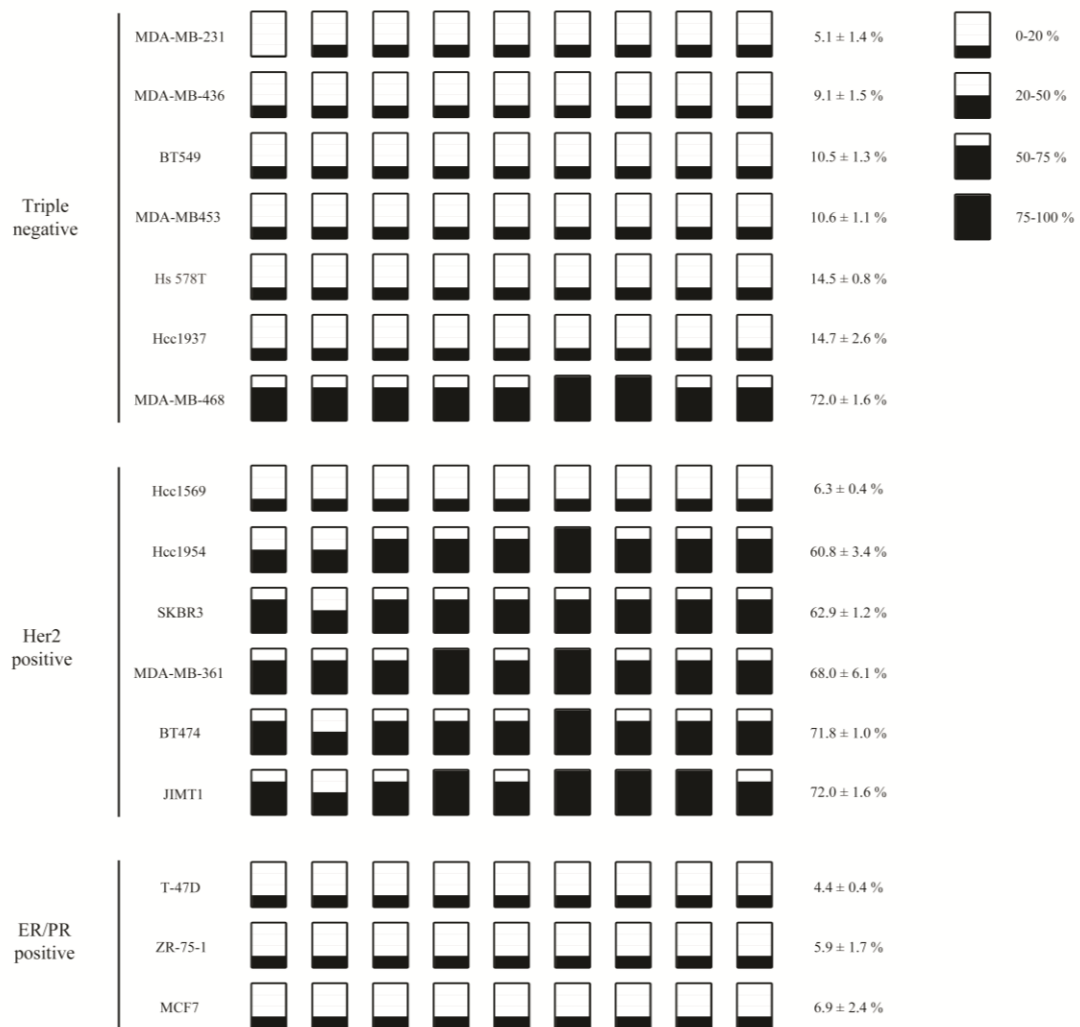 MDA-MB-231 5.1 ± 1.4 % 0-20 %
MDA-MB-436 9.1 ± 1.5 % 20-50 %
BT549 10.5 ± 1.3 % 50-75 %
MDA-MB453 10.6 ± 1.1 % 75-100 %
Triple
negative
Hs 578T 14.5 ± 0.8 %
Hcc1937 14.7 ± 2.6 %
MDA-MB-468 72.0 ± 1.6 %
Hcc1569 6.3 ± 0.4 %
Hcc1954 60.8 ± 3.4 %
SKBR3 62.9 ± 1.2 %
Her2
positive
MDA-MB-361 68.0 ± 6.1 %
BT474 71.8 ± 1.0 %
JIMT1 72.0 ± 1.6 %
T-47D 4.4 ± 0.4 %
ER/PR
positive
ZR-75-1 5.9 ± 1.7 %
MCF7 6.9 ± 2.4 %